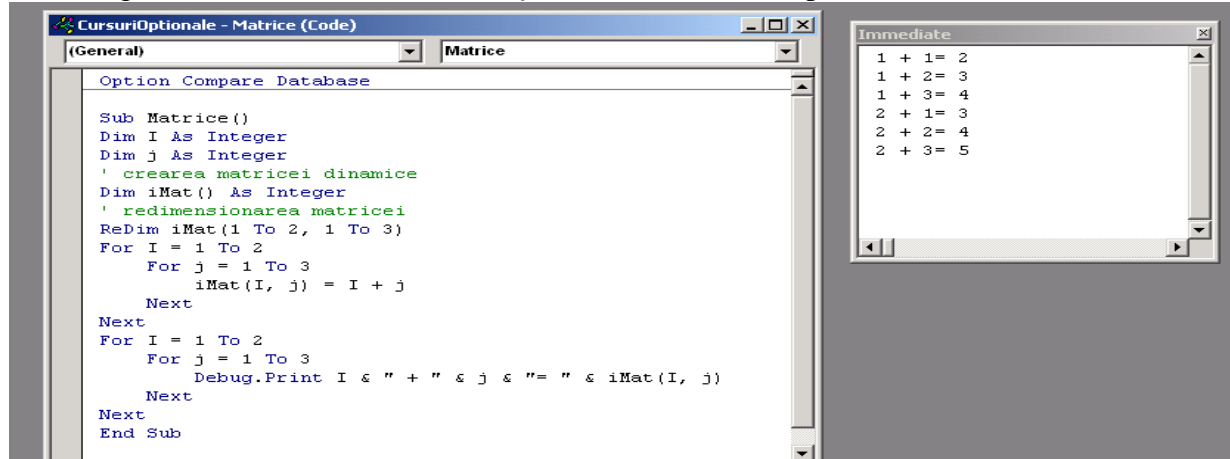 CursuriOptionale - Matrice (Code)
(General) Matrice
Option Compare Database
Sub Matrice()
Dim I As Integer
Dim j As Integer
' crearea matricei dinamice
Dim iMat() As Integer
' redimensionarea matricei
ReDim iMat(1 To 2, 1 To 3)
For I = 1 To 2
For j = 1 To 3
iMat(I, j) = I + j
Next
Next
For I = 1 To 2
For j = 1 To 3
Debug.Print I & " + " & j & "= " & iMat(I, j)
Next
Next
End Sub
Immediate
1 + 1= 2
1 + 2= 3
1 + 3= 4
2 + 1= 3
2 + 2= 4
2 + 3= 5